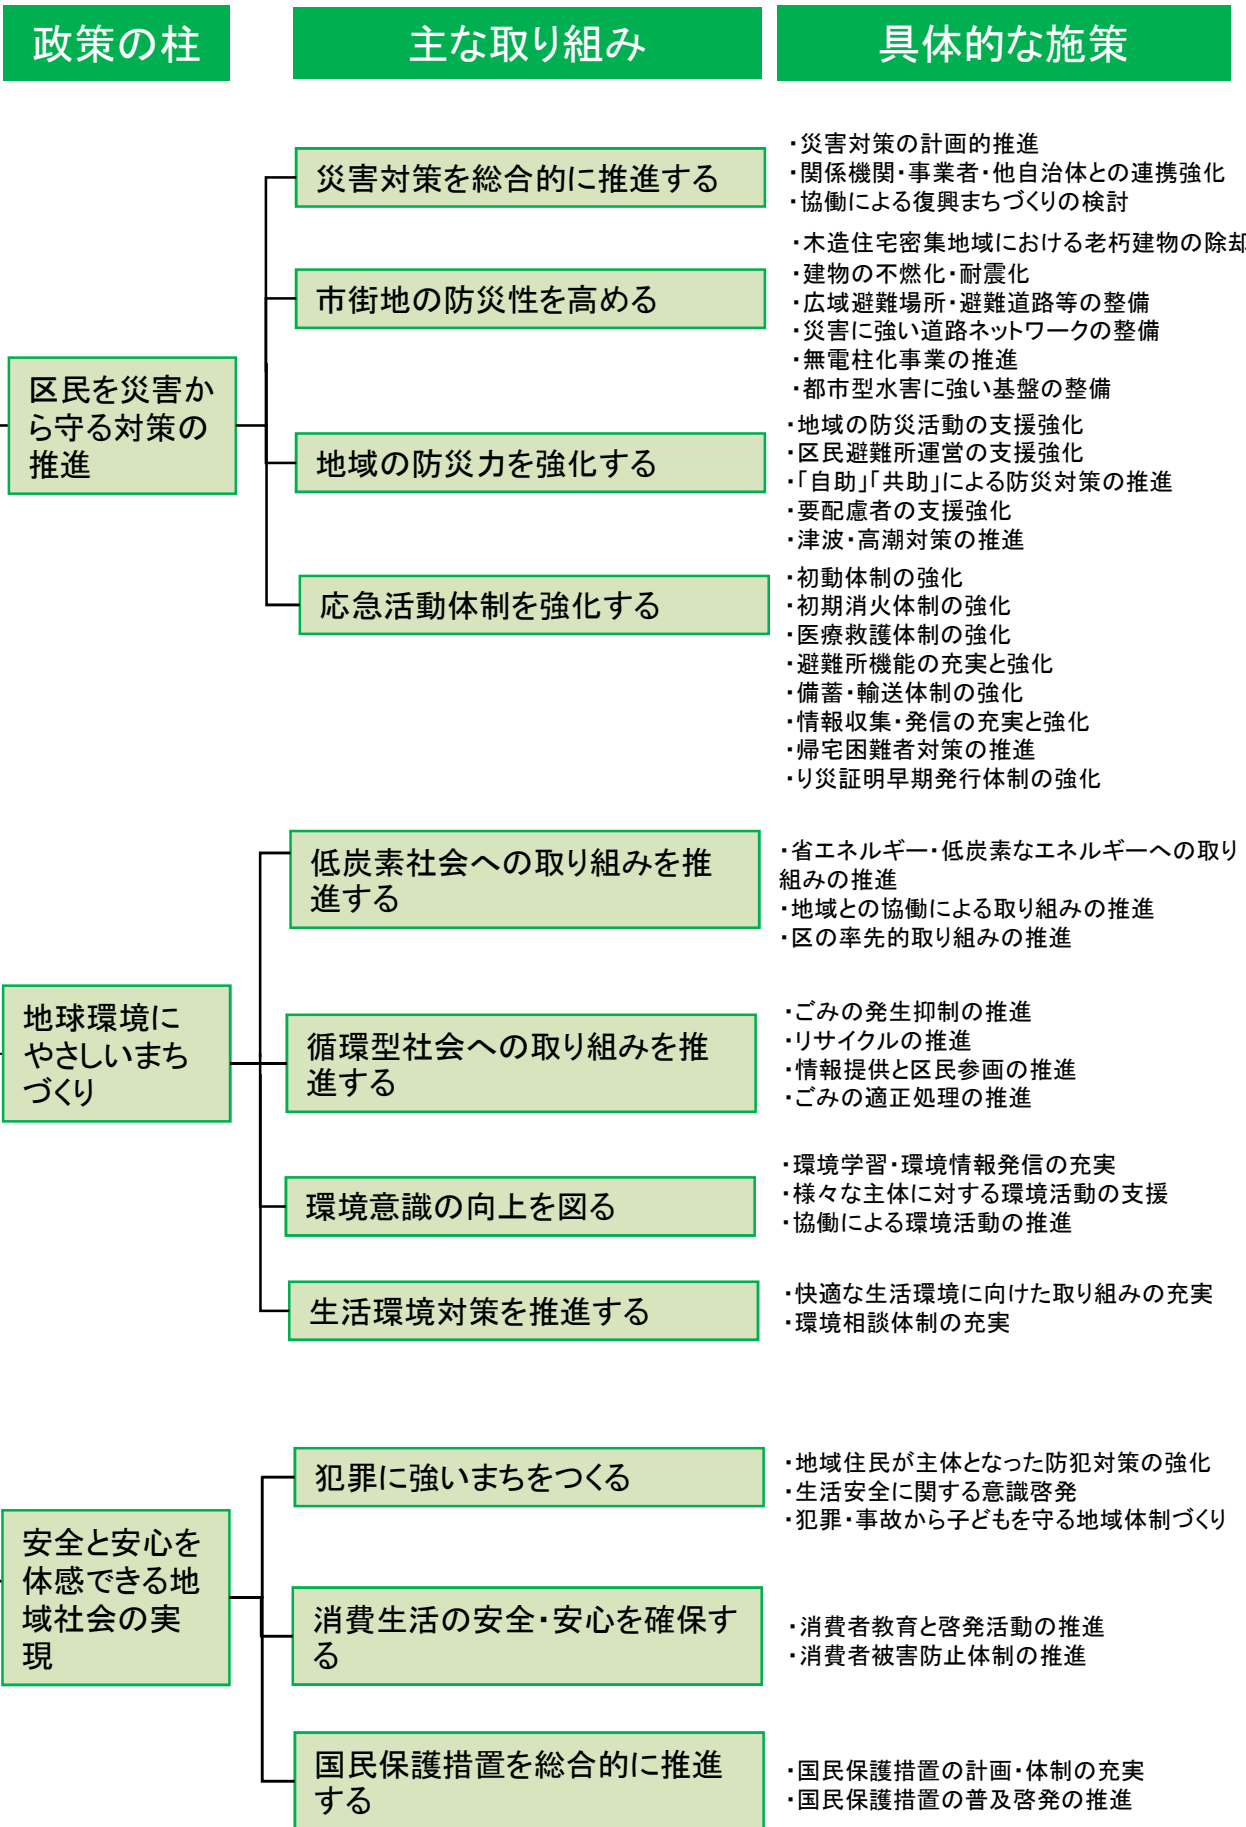 政策の柱
主な取り組み
具体的な施策
区民を災害か
ら守る対策の
推進
災害対策を総合的に推進する
・災害対策の計画的推進
・関係機関・事業者・他自治体との連携強化
・協働による復興まちづくりの検討
市街地の防災性を高める
・木造住宅密集地域における老朽建物の除却
・建物の不燃化・耐震化
・広域避難場所・避難道路等の整備
・災害に強い道路ネットワークの整備
・無電柱化事業の推進
・都市型水害に強い基盤の整備
地域の防災力を強化する
・地域の防災活動の支援強化
・区民避難所運営の支援強化
・「自助」「共助」による防災対策の推進
・要配慮者の支援強化
・津波・高潮対策の推進
応急活動体制を強化する
・初動体制の強化
・初期消火体制の強化
・医療救護体制の強化
・避難所機能の充実と強化
・備蓄・輸送体制の強化
・情報収集・発信の充実と強化
・帰宅困難者対策の推進
・り災証明早期発行体制の強化
地球環境に
やさしいまち
づくり
低炭素社会への取り組みを推
進する
・省エネルギー・低炭素なエネルギーへの取り
組みの推進
・地域との協働による取り組みの推進
・区の率先的取り組みの推進
循環型社会への取り組みを推
進する
・ごみの発生抑制の推進
・リサイクルの推進
・情報提供と区民参画の推進
・ごみの適正処理の推進
環境意識の向上を図る
・環境学習・環境情報発信の充実
・様々な主体に対する環境活動の支援
・協働による環境活動の推進
生活環境対策を推進する
・快適な生活環境に向けた取り組みの充実
・環境相談体制の充実
安全と安心を
体感できる地
域社会の実
現
犯罪に強いまちをつくる
・地域住民が主体となった防犯対策の強化
・生活安全に関する意識啓発
・犯罪・事故から子どもを守る地域体制づくり
消費生活の安全・安心を確保す
る
・消費者教育と啓発活動の推進
・消費者被害防止体制の推進
国民保護措置を総合的に推進
する
・国民保護措置の計画・体制の充実
・国民保護措置の普及啓発の推進